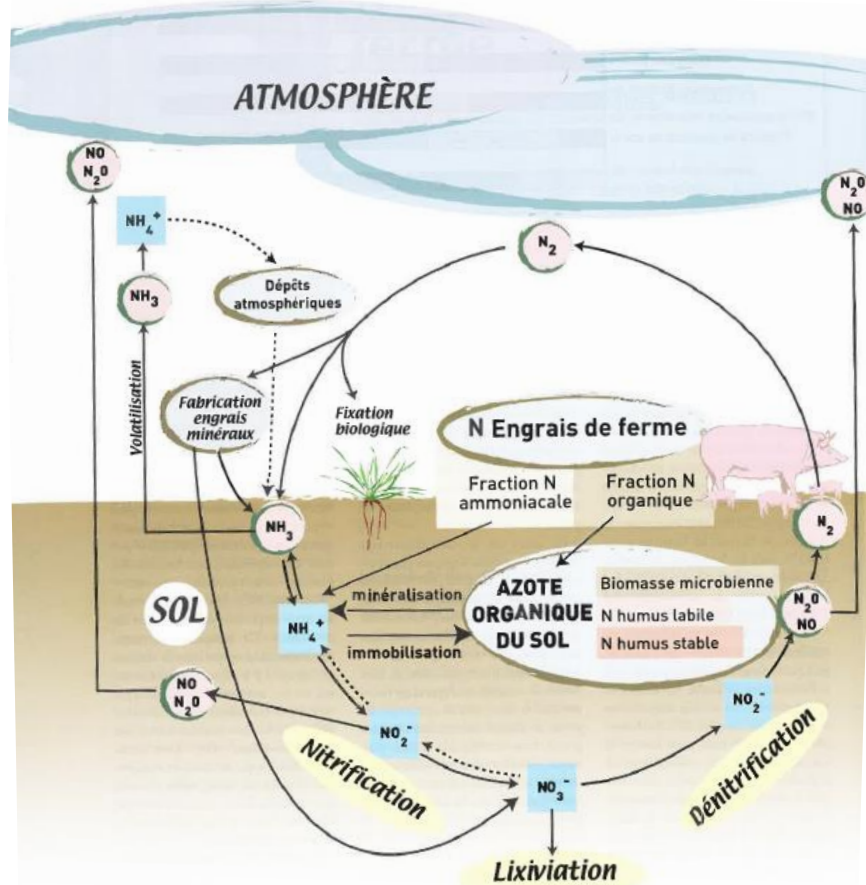 ATMOSPHÈRE
NO
N₂O
NH₄⁺
NH₃
Dépôts
atmosphériques
N₂
N₂O
NO
Volatilisation
Fabrication
engrais
minéraux
Fixation
biologique
N Engrais de ferme
Fraction N
ammoniacale
Fraction N
organique
NH₃
N₂
SOL
minéralisation
immobilisation
NH₄⁺
AZOTE
ORGANIQUE
DU SOL
Biomasse microbienne
N humus labile
N humus stable
N₂O
NO
NO
N₂O
NO₂⁻
NO₂⁻
Nitrification
NO₃⁻
Dénitrification
Lixiviation